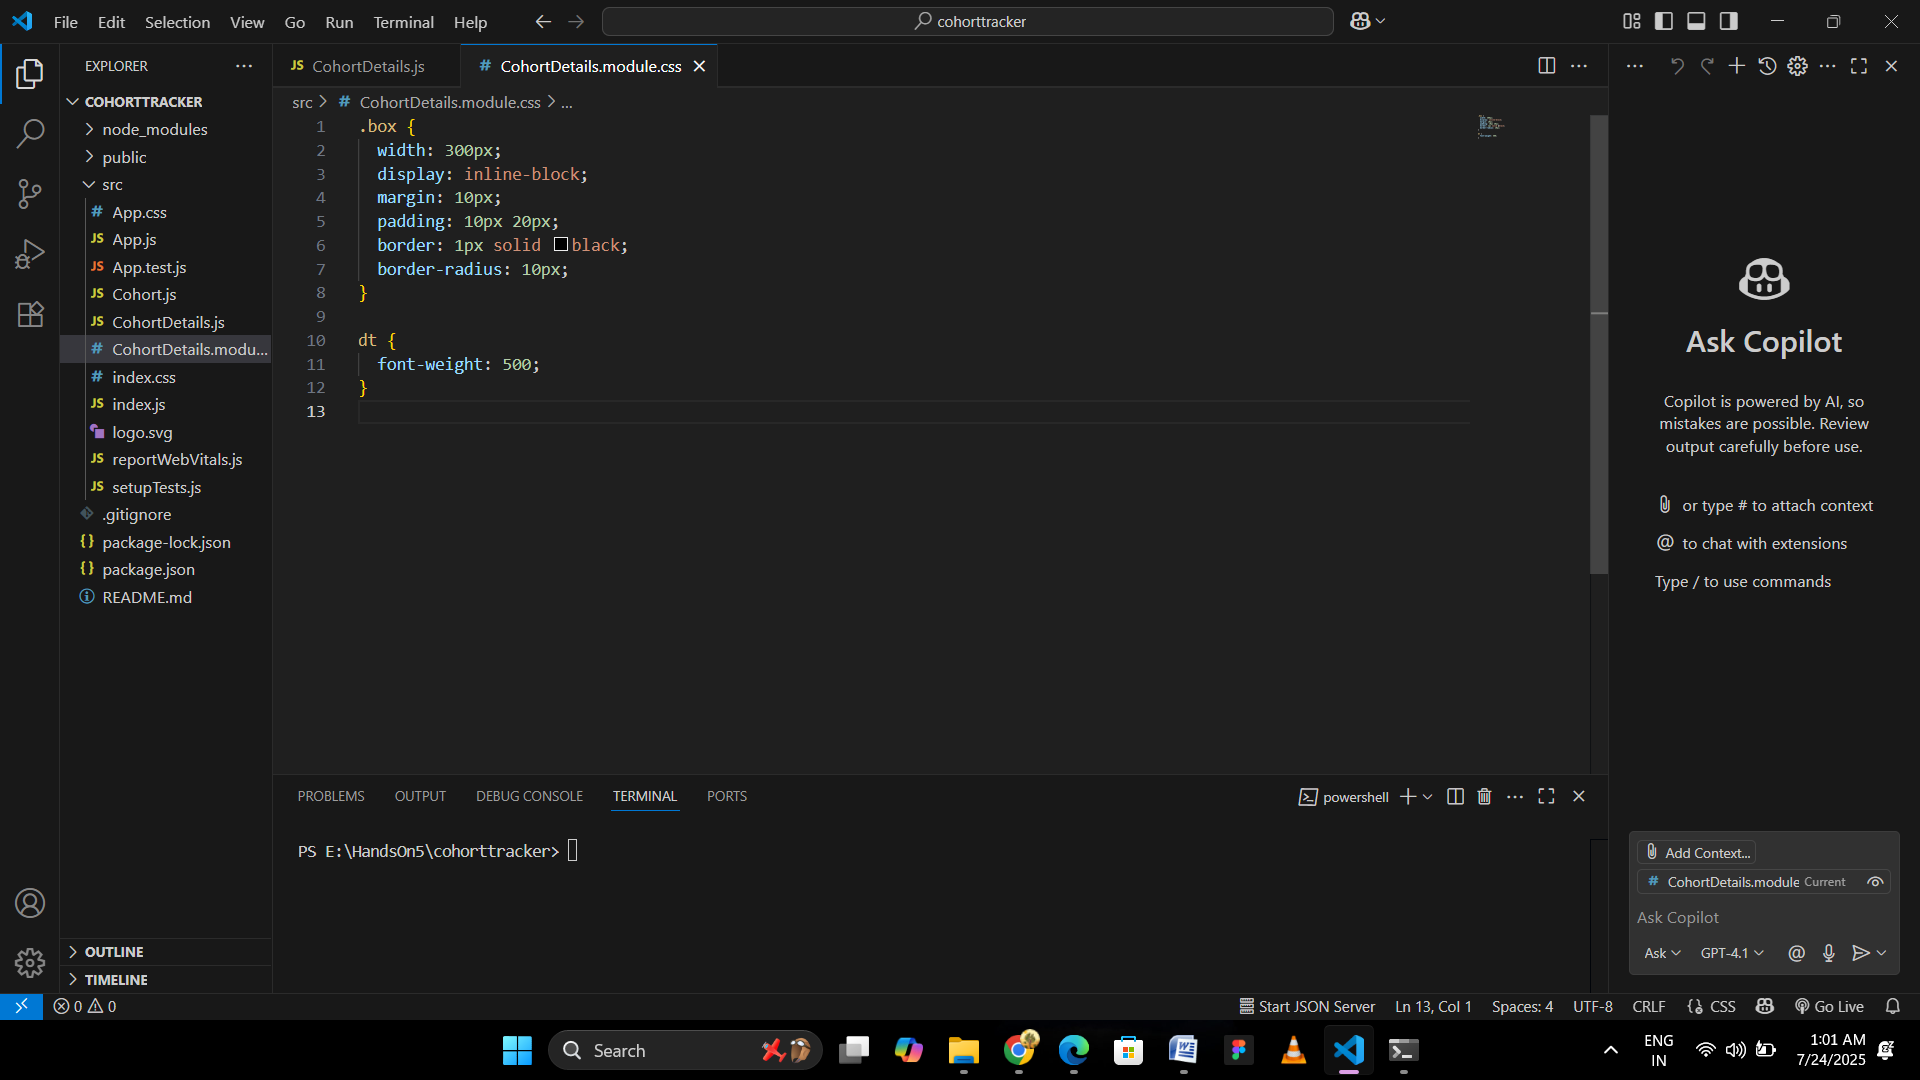 File Edit Selection View Go Run Terminal Help
cohorttracker
EXPLORER
COHORTTRACKER
node_modules
public
src
# App.css
JS App.js
JS App.test.js
JS Cohort.js
JS CohortDetails.js
# CohortDetails.modu...
# index.css
JS index.js
logo.svg
JS reportWebVitals.js
JS setupTests.js
.gitignore
{} package-lock.json
{} package.json
README.md
OUTLINE
TIMELINE
JS CohortDetails.js
# CohortDetails.module.css
src > # CohortDetails.module.css > ...
1 .box {
2 width: 300px;
3 display: inline-block;
4 margin: 10px;
5 padding: 10px 20px;
6 border: 1px solid black;
7 border-radius: 10px;
8 }
9
10 dt {
11 font-weight: 500;
12 }
13
PROBLEMS OUTPUT DEBUG CONSOLE TERMINAL PORTS
powershell
PS E:\HandsOn5\cohorttracker>
Ask Copilot
Copilot is powered by AI, so
mistakes are possible. Review
output carefully before use.
or type # to attach context
@ to chat with extensions
Type / to use commands
Add Context...
# CohortDetails.module Current
Ask Copilot
Ask GPT-4.1
0 0
Start JSON Server Ln 13, Col 1 Spaces: 4 UTF-8 CRLF {} CSS Go Live
Search
ENG
IN
1:01 AM
7/24/2025